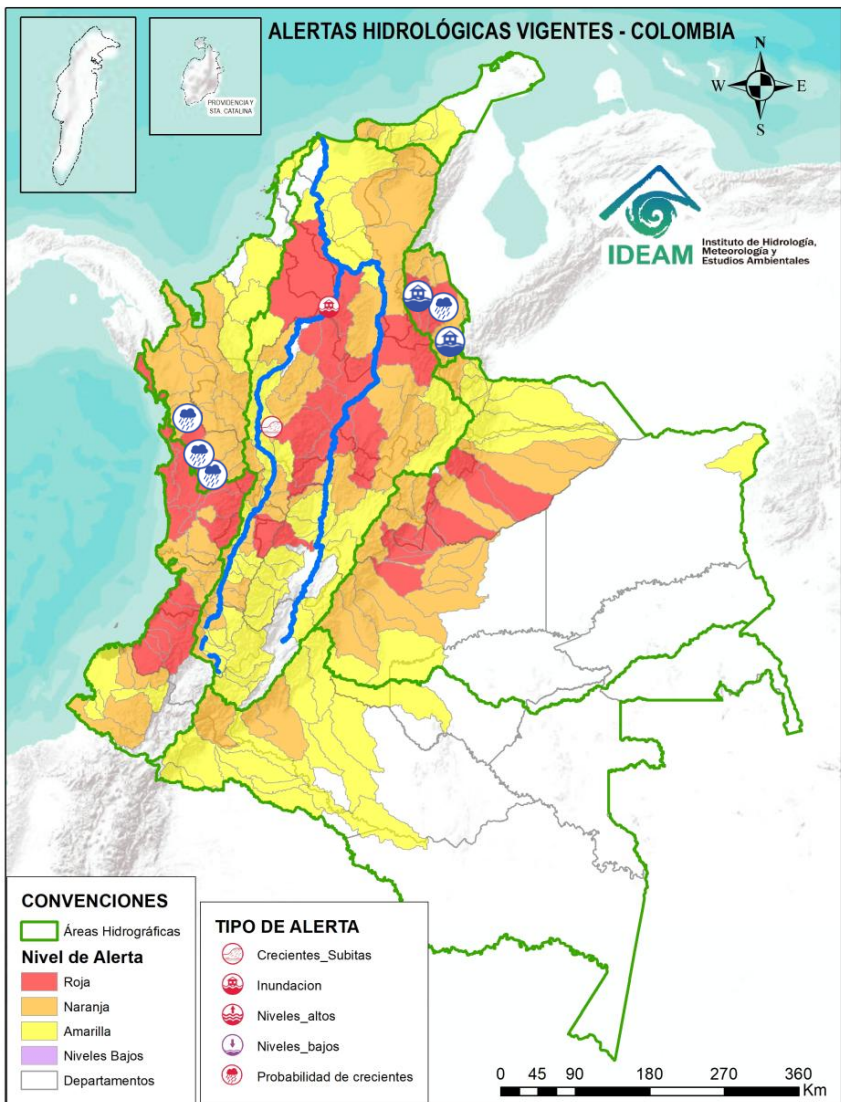 ALERTAS HIDROLÓGICAS VIGENTES - COLOMBIA
PROVIDENCIA Y
STA. CATALINA
N
W
E
S
IDEAM
Instituto de Hidrología,
Meteorología y
Estudios Ambientales
CONVENCIONES
Áreas Hidrográficas
Nivel de Alerta
Roja
Naranja
Amarilla
Niveles Bajos
Departamentos
TIPO DE ALERTA
Crecientes_Subitas
Inundacion
Niveles_altos
Niveles_bajos
Probabilidad de crecientes
0 45 90 180 270 360
Km